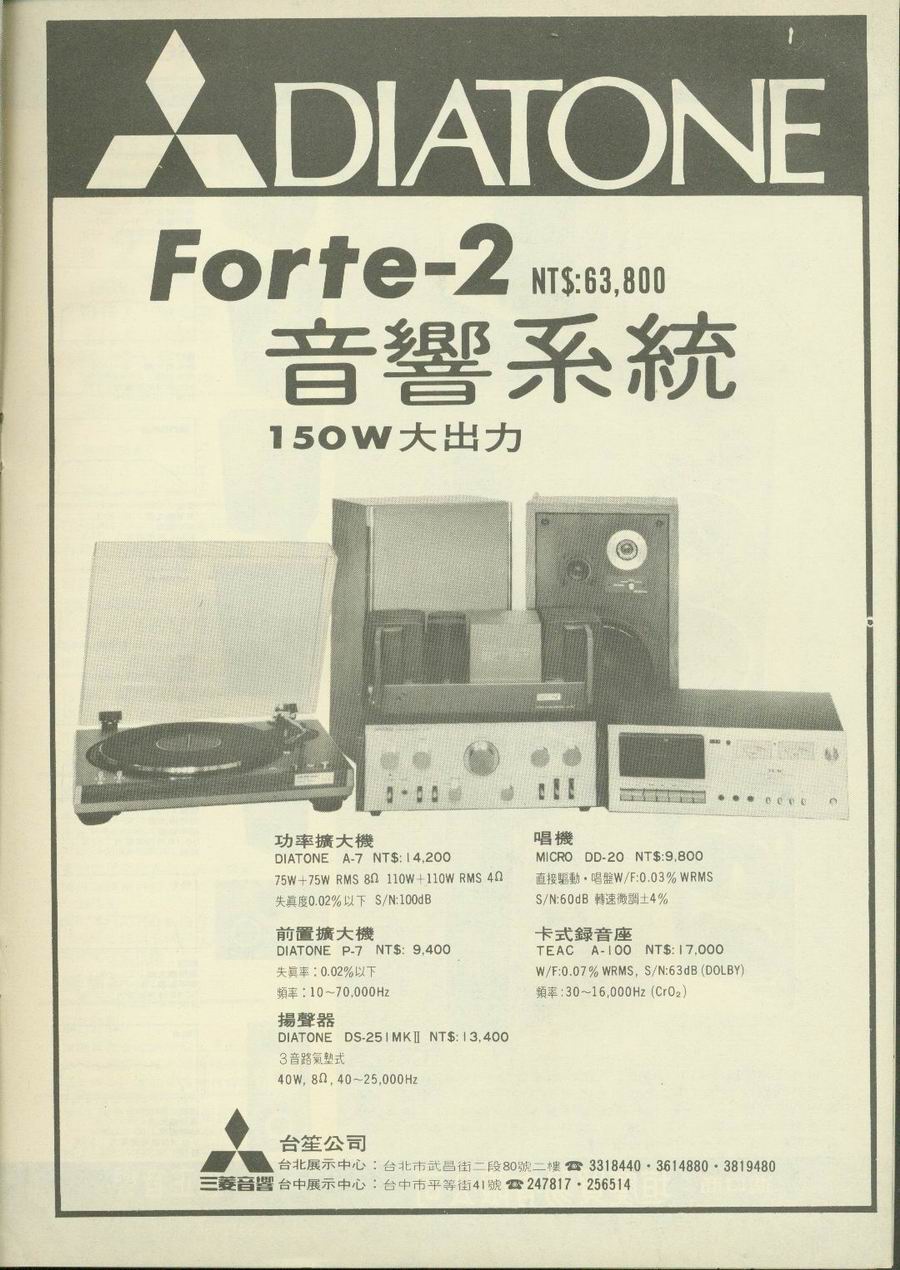 DIATONE
Forte-2 NT$:63,800
音響系統
150W大出力
功率擴大機
DIATONE A-7 NT$:14,200
75W+75W RMS 8Ω 110W+110W RMS 4Ω
失真度0.02%以下 S/N:100dB
前置擴大機
DIATONE P-7 NT$: 9,400
失真率：0.02%以下
頻率：10～70,000Hz
揚聲器
DIATONE DS-251MKⅡ NT$:13,400
3音路氣墊式
40W, 8Ω, 40～25,000Hz
唱機
MICRO DD-20 NT$:9,800
直接驅動・唱盤W/F:0.03% WRMS
S/N:60dB 轉速微調±4%
卡式録音座
TEAC A-100 NT$:17,000
W/F:0.07% WRMS, S/N:63dB (DOLBY)
頻率:30～16,000Hz (CrO₂)
三菱音響
台笙公司
台北展示中心：台北市武昌街二段80號二樓 ☎ 3318440・3614880・3819480
台中展示中心：台中市平等街41號 ☎ 247817・256514